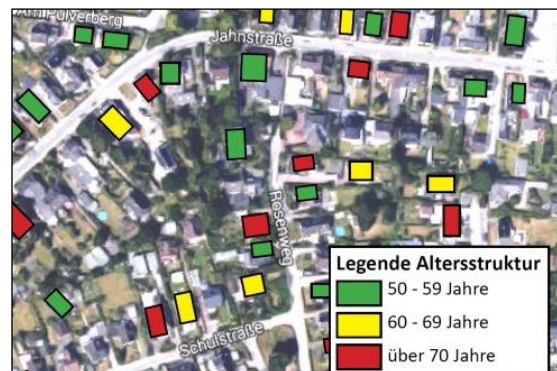 Am Pulverberg
Jahnstraße
Rosenweg
Schulstraße
Legende Altersstruktur
50 - 59 Jahre
60 - 69 Jahre
über 70 Jahre